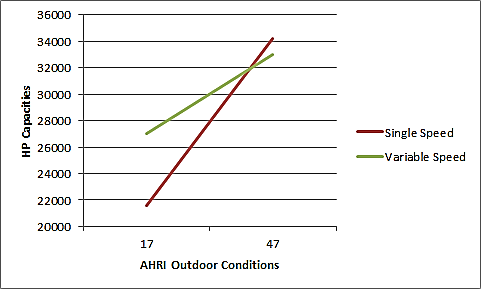 36000
34000
32000
30000
28000
26000
24000
22000
20000
HP Capacities
17
47
AHRI Outdoor Conditions
Single Speed
Variable Speed